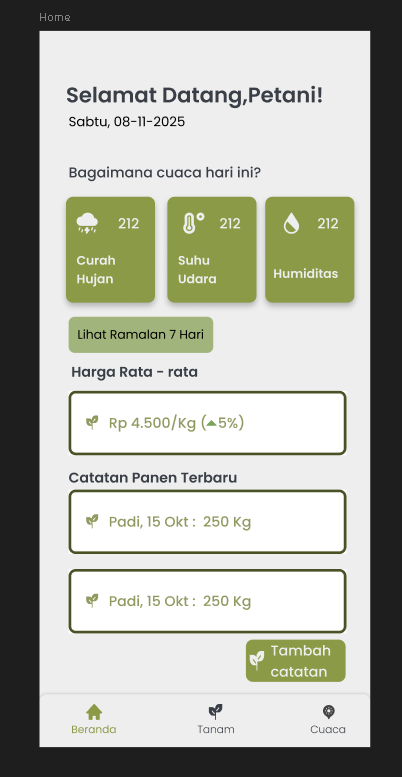 Home
Selamat Datang,Petani!
Sabtu, 08-11-2025
Bagaimana cuaca hari ini?
212
Curah
Hujan
212
Suhu
Udara
212
Humiditas
Lihat Ramalan 7 Hari
Harga Rata - rata
Rp 4.500/Kg (▲5%)
Catatan Panen Terbaru
Padi, 15 Okt :  250 Kg
Padi, 15 Okt :  250 Kg
Tambah
catatan
Beranda
Tanam
Cuaca